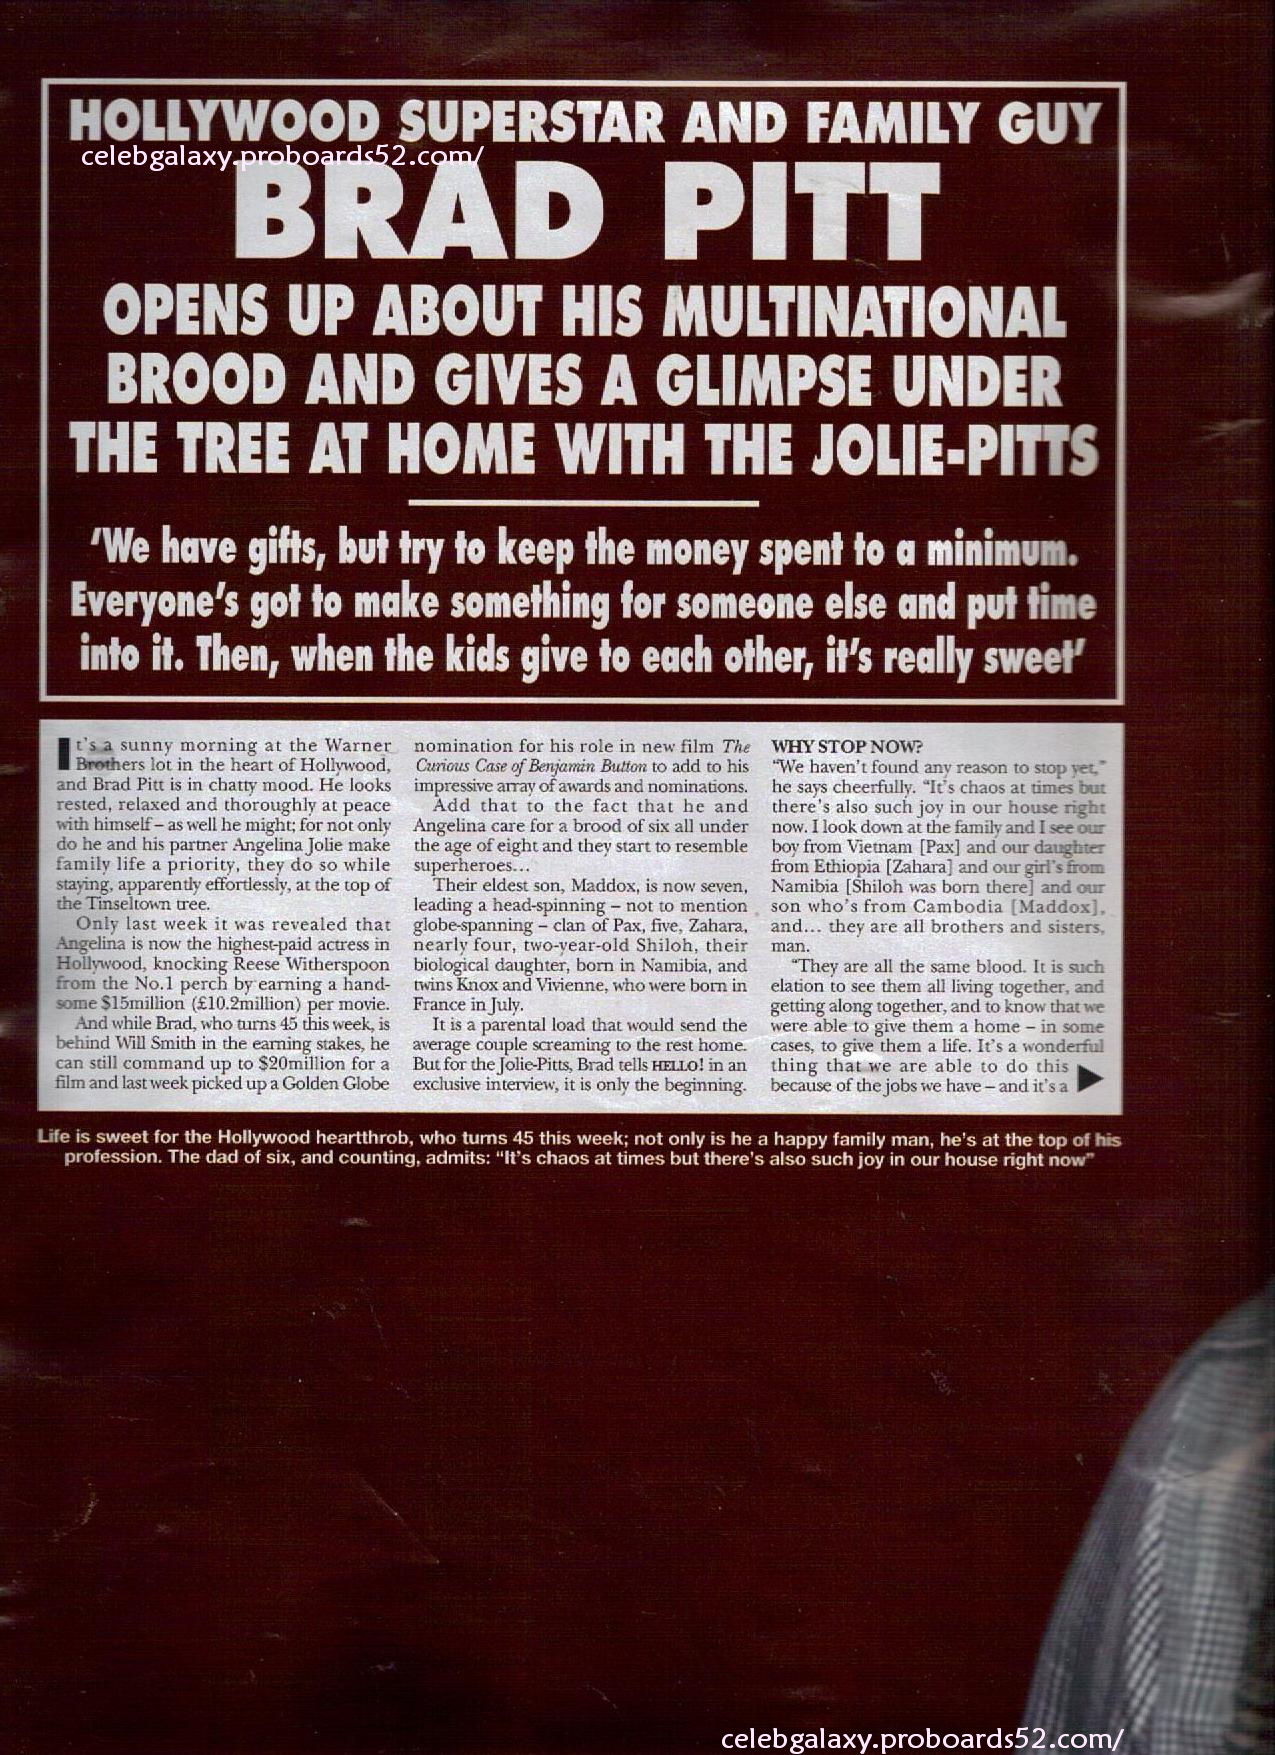 HOLLYWOOD SUPERSTAR AND FAMILY GUY
celebgalaxy.proboards52.com/
BRAD PITT
OPENS UP ABOUT HIS MULTINATIONAL
BROOD AND GIVES A GLIMPSE UNDER
THE TREE AT HOME WITH THE JOLIE-PITTS
'We have gifts, but try to keep the money spent to a minimum.
Everyone's got to make something for someone else and put time
into it. Then, when the kids give to each other, it's really sweet'
It's a sunny morning at the Warner
Brothers lot in the heart of Hollywood,
and Brad Pitt is in chatty mood. He looks
rested, relaxed and thoroughly at peace
with himself – as well he might; for not only
do he and his partner Angelina Jolie make
family life a priority, they do so while
staying, apparently effortlessly, at the top of
the Tinseltown tree.
Only last week it was revealed that
Angelina is now the highest-paid actress in
Hollywood, knocking Reese Witherspoon
from the No.1 perch by earning a hand-
some $15million (£10.2million) per movie.
And while Brad, who turns 45 this week, is
behind Will Smith in the earning stakes, he
can still command up to $20million for a
film and last week picked up a Golden Globe
nomination for his role in new film The
Curious Case of Benjamin Button to add to his
impressive array of awards and nominations.
Add that to the fact that he and
Angelina care for a brood of six all under
the age of eight and they start to resemble
superheroes...
Their eldest son, Maddox, is now seven,
leading a head-spinning – not to mention
globe-spanning – clan of Pax, five, Zahara,
nearly four, two-year-old Shiloh, their
biological daughter, born in Namibia, and
twins Knox and Vivienne, who were born in
France in July.
It is a parental load that would send the
average couple screaming to the rest home.
But for the Jolie-Pitts, Brad tells HELLO! in an
exclusive interview, it is only the beginning.
WHY STOP NOW?
"We haven't found any reason to stop yet,"
he says cheerfully. "It's chaos at times but
there's also such joy in our house right
now. I look down at the family and I see our
boy from Vietnam [Pax] and our daughter
from Ethiopia [Zahara] and our girl's from
Namibia [Shiloh was born there] and our
son who's from Cambodia [Maddox],
and... they are all brothers and sisters,
man.
"They are all the same blood. It is such
elation to see them all living together, and
getting along together, and to know that we
were able to give them a home – in some
cases, to give them a life. It's a wonderful
thing that we are able to do this
because of the jobs we have – and it's a
Life is sweet for the Hollywood heartthrob, who turns 45 this week; not only is he a happy family man, he's at the top of his
profession. The dad of six, and counting, admits: "It's chaos at times but there's also such joy in our house right now"
celebgalaxy.proboards52.com/